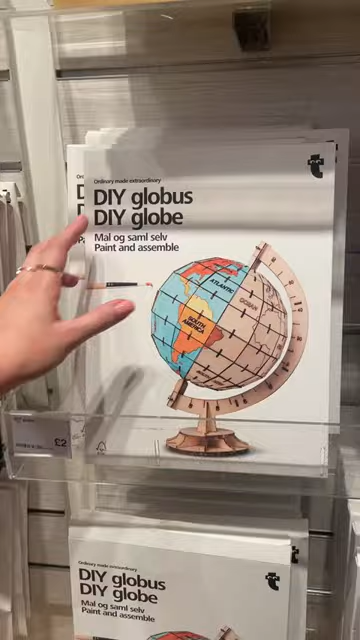 Ordinary made extraordinary
DIY globus
DIY globe
Mal og saml selv
Paint and assemble
ATLANTIC
OCEAN
SOUTH
AMERICA
£2
Ordinary made extraordinary
DIY globus
DIY globe
Mal og saml selv
Paint and assemble